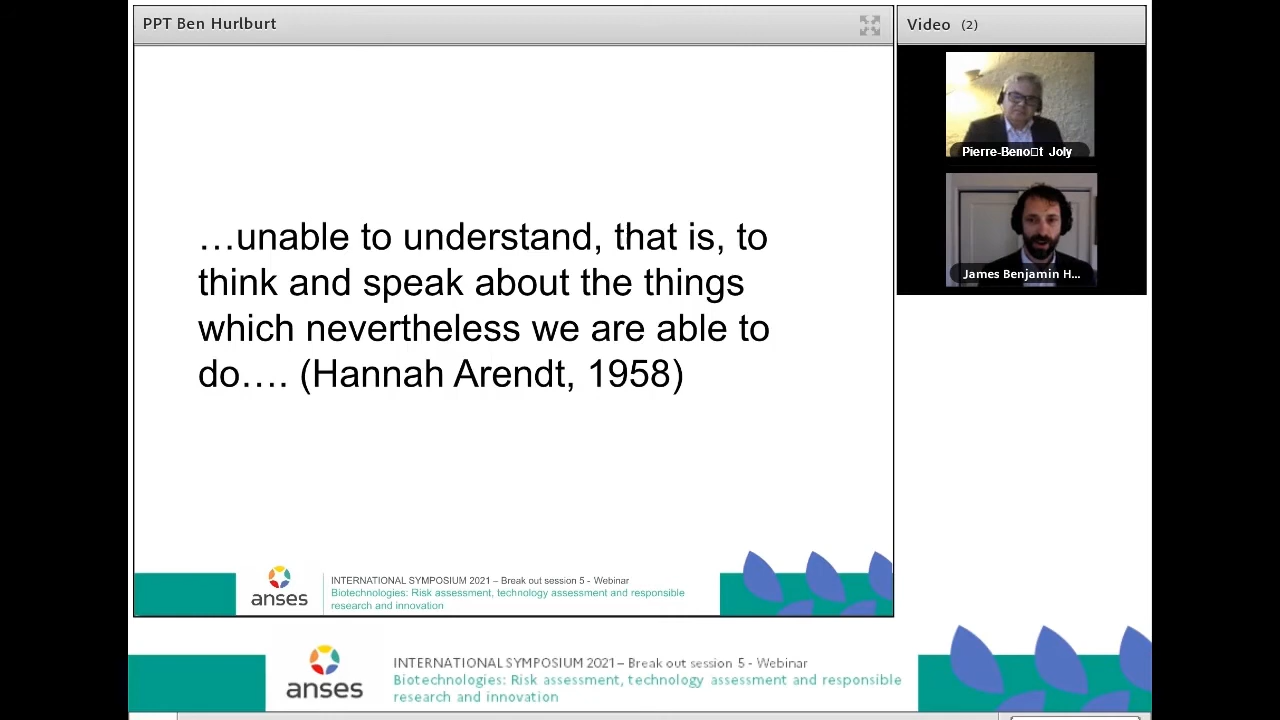 PPT Ben Hurlburt
Video (2)
Pierre-Beno□t Joly
James Benjamin H...
…unable to understand, that is, to
think and speak about the things
which nevertheless we are able to
do…. (Hannah Arendt, 1958)
anses
INTERNATIONAL SYMPOSIUM 2021 – Break out session 5 - Webinar
Biotechnologies: Risk assessment, technology assessment and responsible
research and innovation
anses
INTERNATIONAL SYMPOSIUM 2021 – Break out session 5 - Webinar
Biotechnologies: Risk assessment, technology assessment and responsible
research and innovation